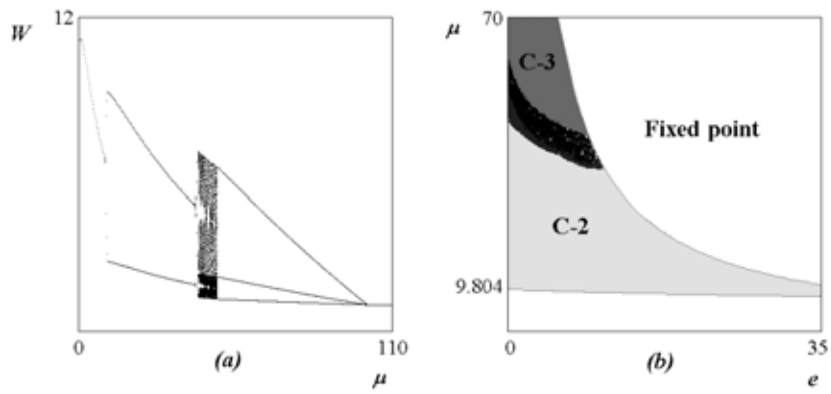 W
12
0
110
(a)
μ
μ
70
C-3
Fixed point
C-2
9.804
0
35
(b)
e